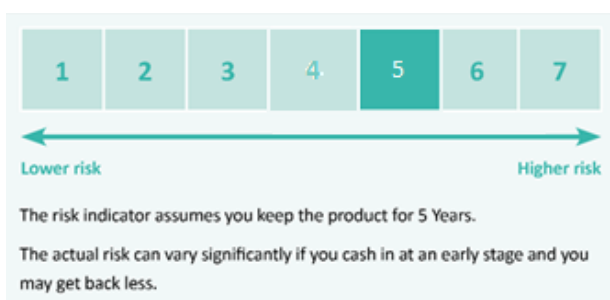 1 2 3 4 5 6 7
Lower risk Higher risk
The risk indicator assumes you keep the product for 5 Years.
The actual risk can vary significantly if you cash in at an early stage and you
may get back less.